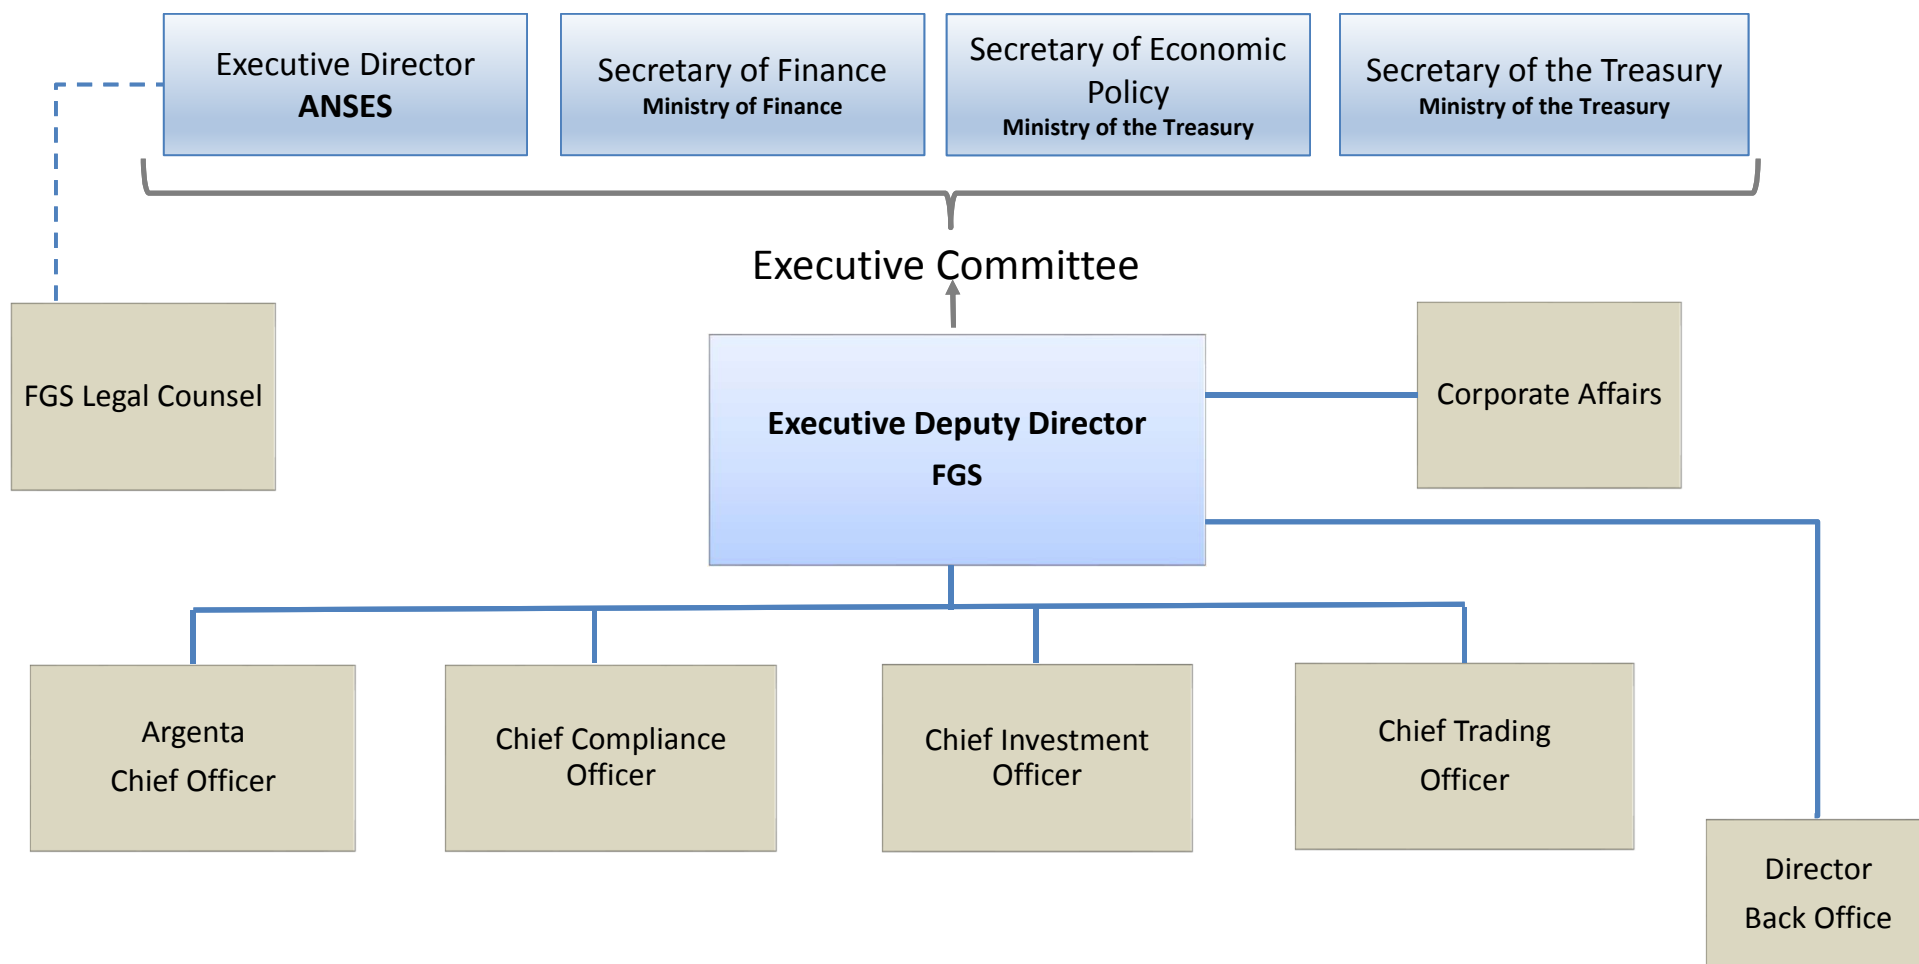 Executive Director
ANSES
Secretary of Finance
Ministry of Finance
Secretary of Economic
Policy
Ministry of the Treasury
Secretary of the Treasury
Ministry of the Treasury
Executive Committee
FGS Legal Counsel
Executive Deputy Director
FGS
Corporate Affairs
Argenta
Chief Officer
Chief Compliance
Officer
Chief Investment
Officer
Chief Trading
Officer
Director
Back Office